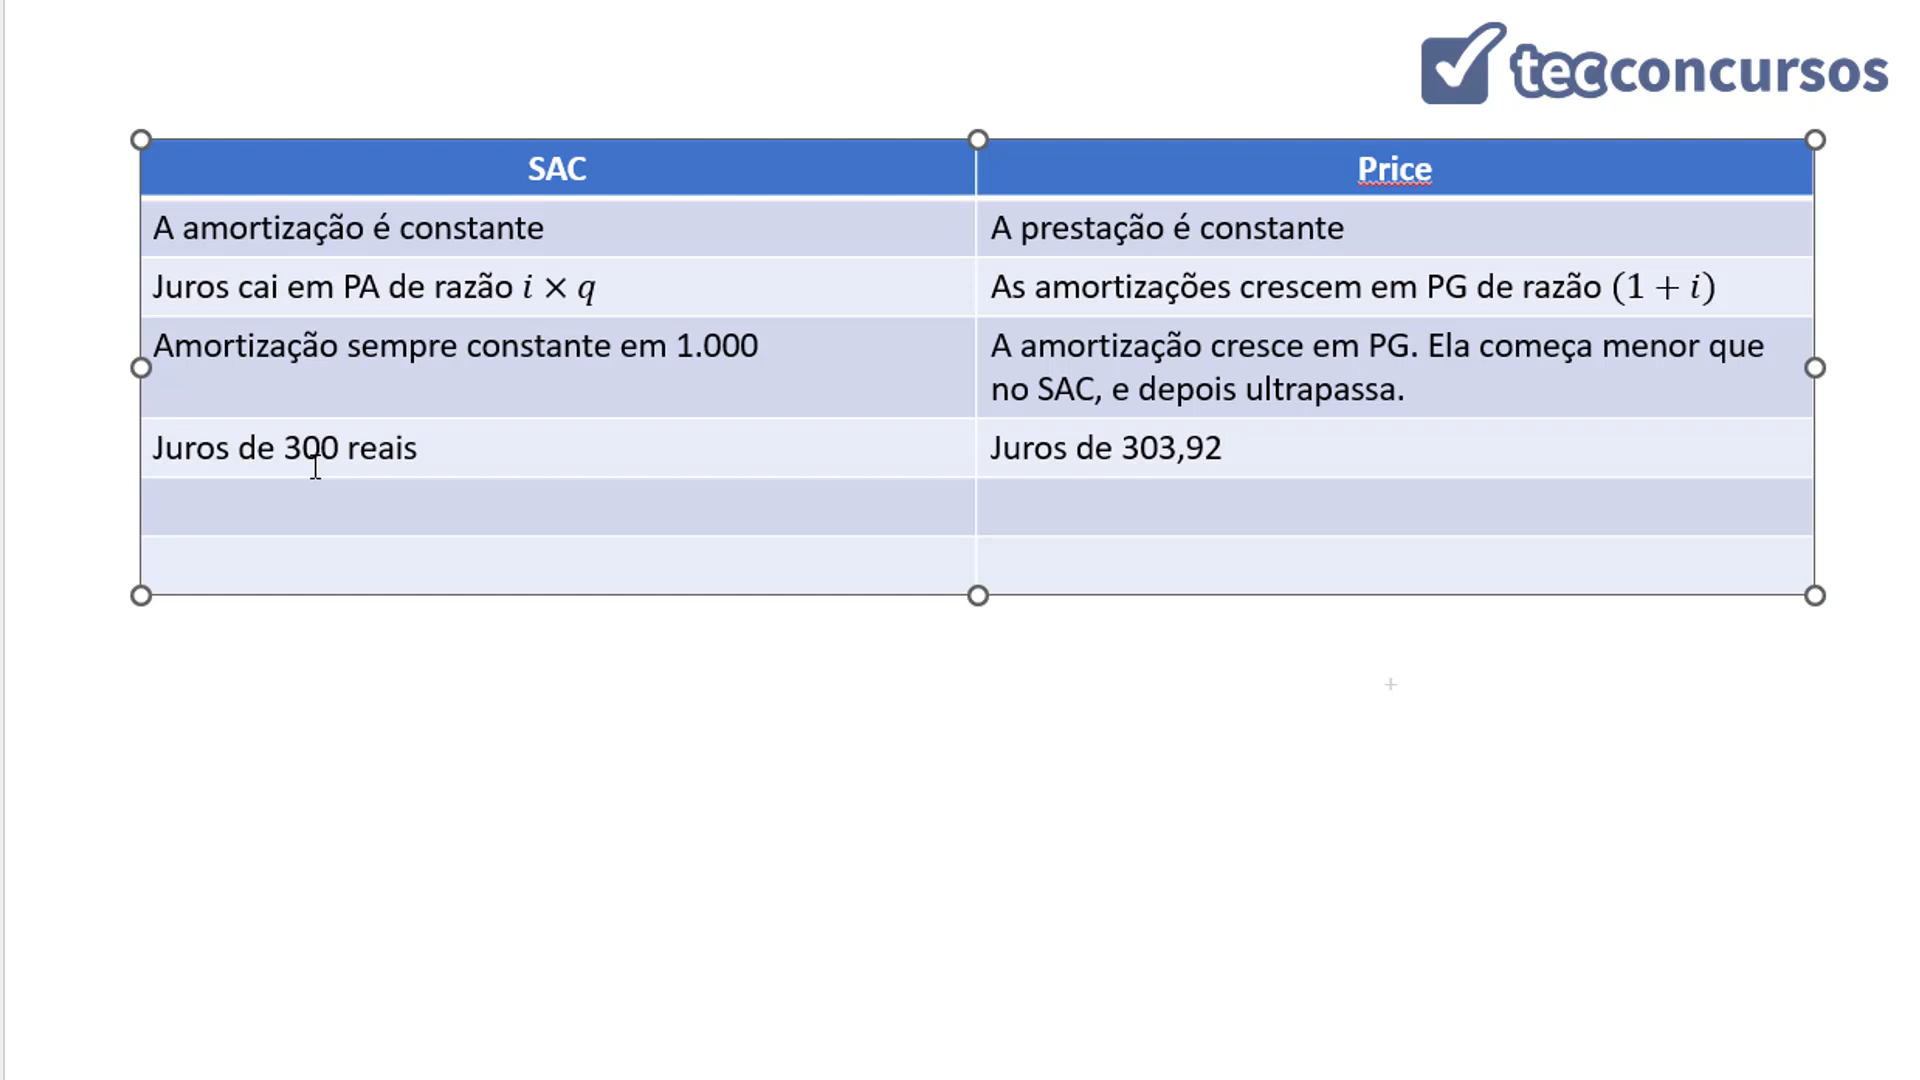 tecconcursos
SAC
Price
A amortização é constante
A prestação é constante
Juros cai em PA de razão i × q
As amortizações crescem em PG de razão (1 + i)
Amortização sempre constante em 1.000
A amortização cresce em PG. Ela começa menor que
no SAC, e depois ultrapassa.
Juros de 300 reais
Juros de 303,92